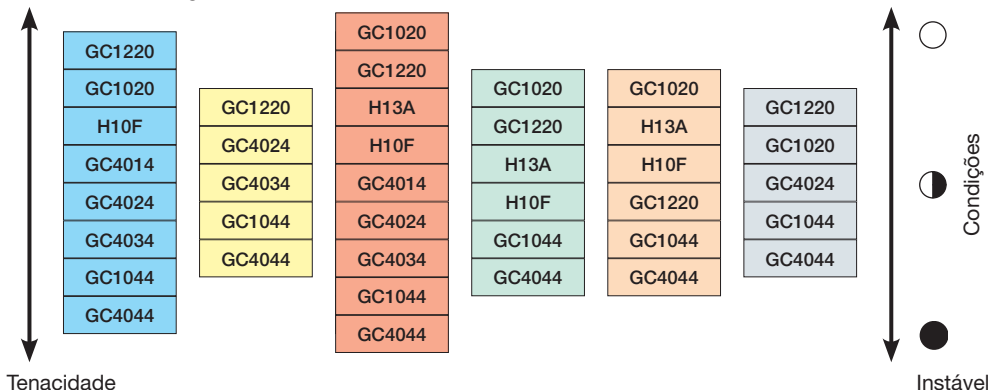 GC1220
GC1020
H10F
GC4014
GC4024
GC4034
GC1044
GC4044
GC1220
GC4024
GC4034
GC1044
GC4044
GC1020
GC1220
H13A
H10F
GC4014
GC4024
GC4034
GC1044
GC4044
GC1020
GC1220
H13A
H10F
GC1044
GC4044
GC1020
H13A
H10F
GC1220
GC1044
GC4044
GC1220
GC1020
GC4024
GC1044
GC4044
Condições
Tenacidade
Instável